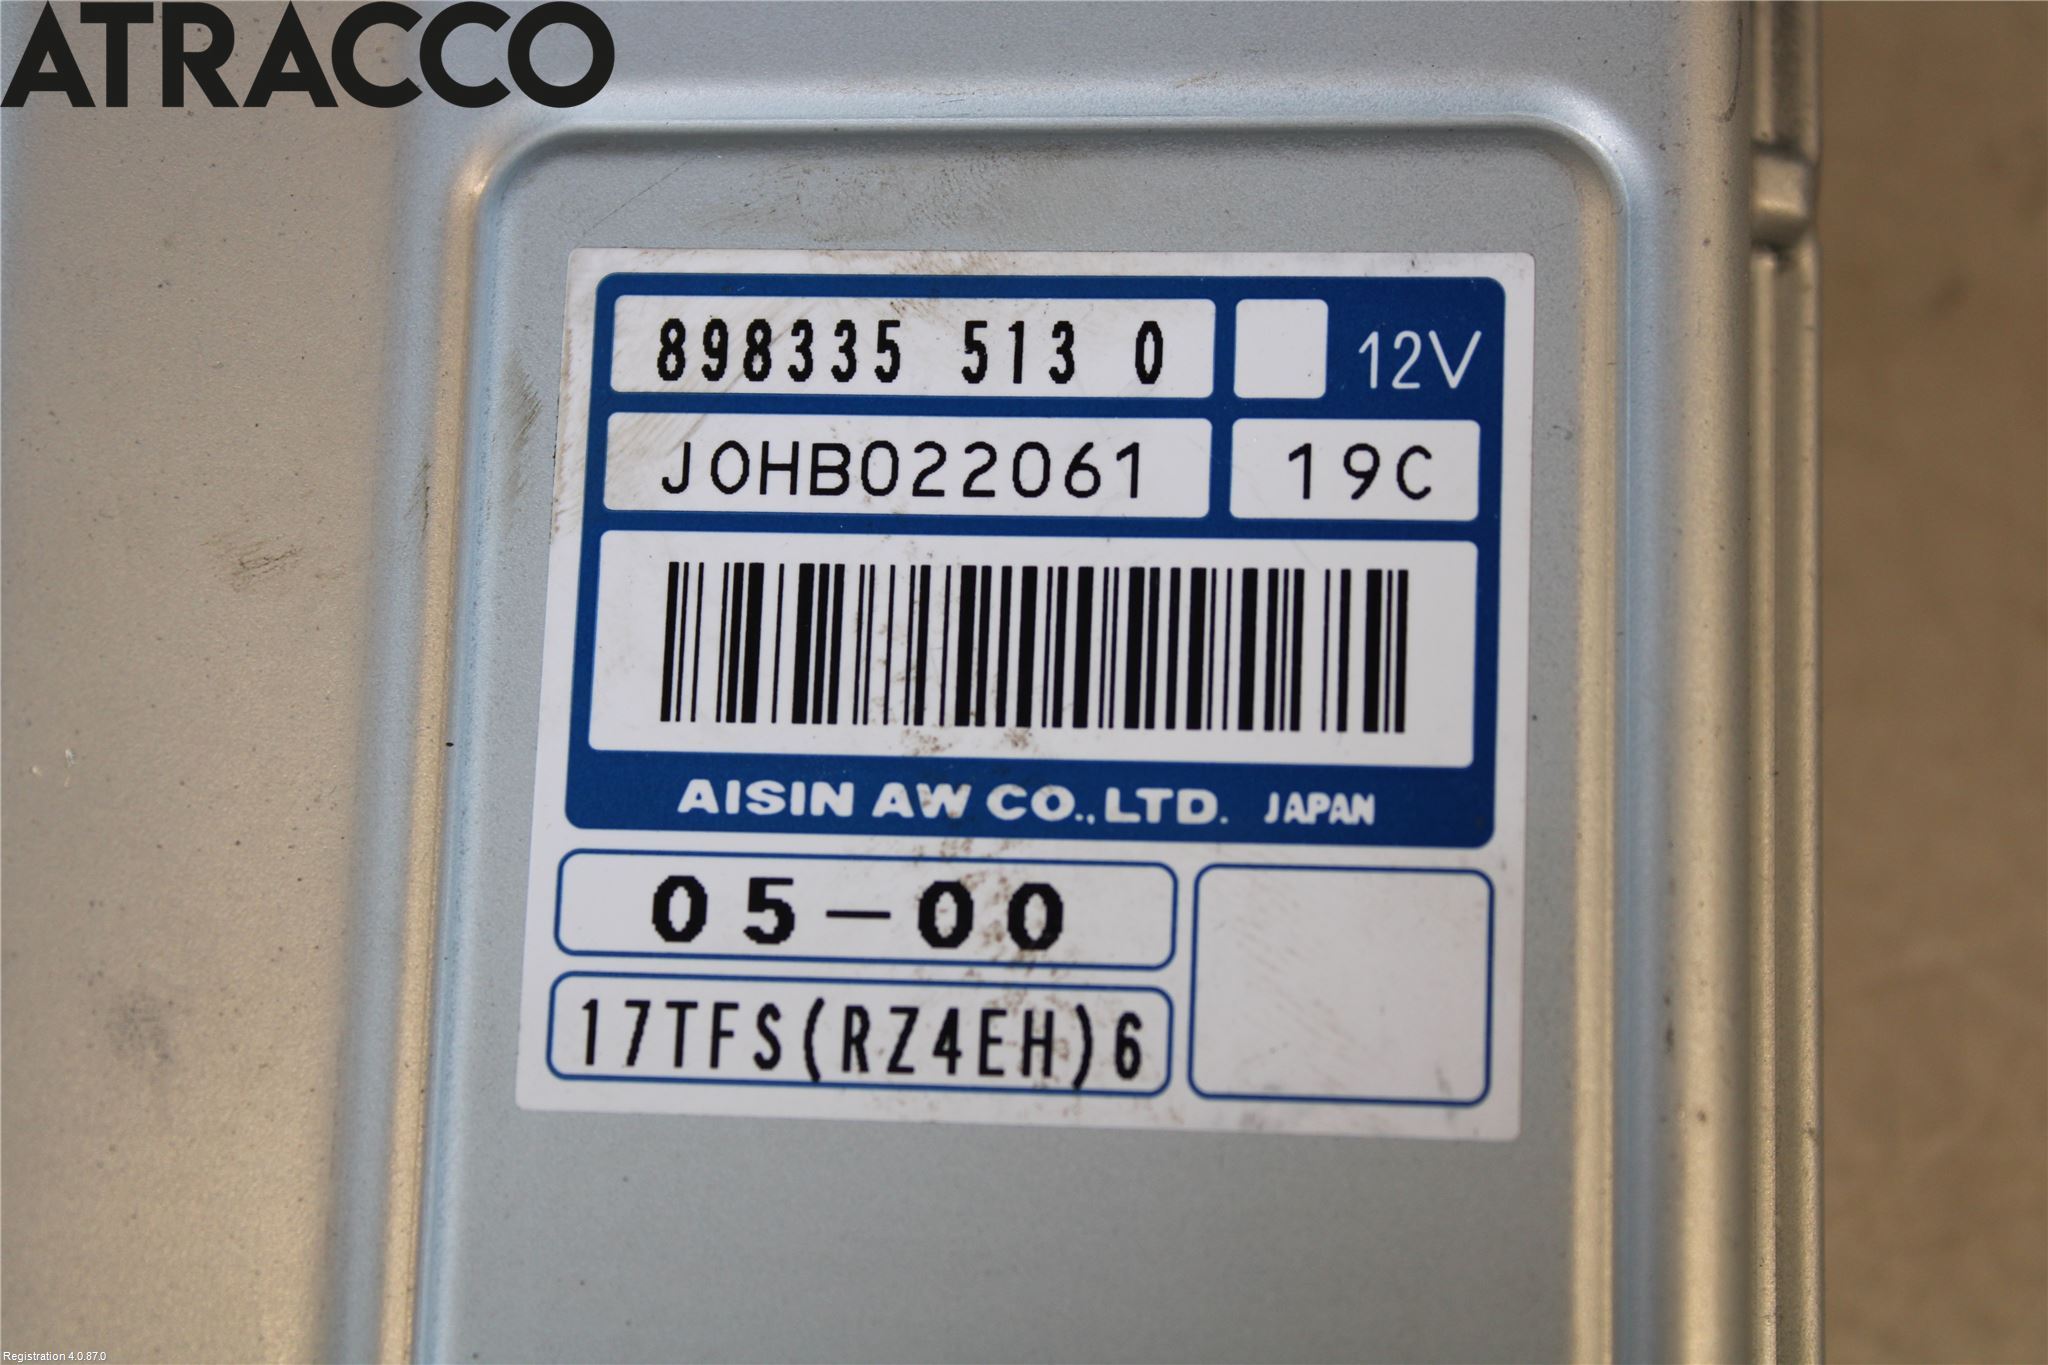 ATRACCO
898335 513 0
12V
J0HB022061
19C
AISIN AW CO.,LTD. JAPAN
05-00
17TFS(RZ4EH)6
Registration 4.0.87.0